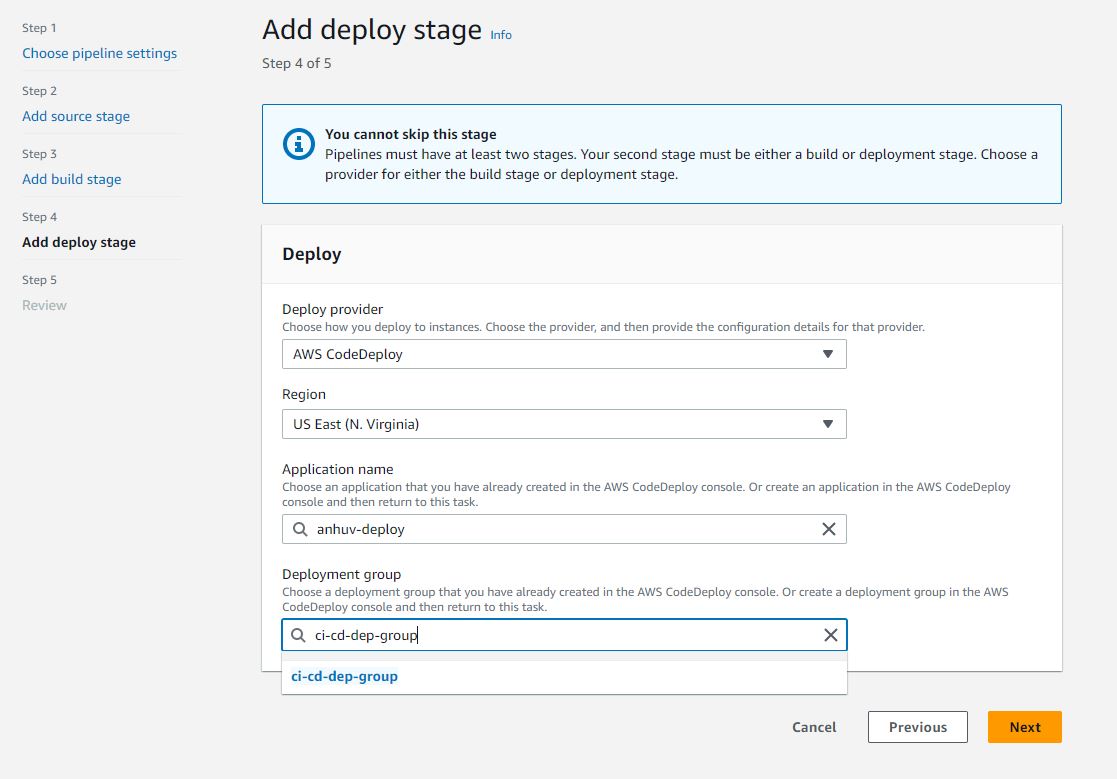 Step 1
Choose pipeline settings
Step 2
Add source stage
Step 3
Add build stage
Step 4
Add deploy stage
Step 5
Review
Add deploy stage Info
Step 4 of 5
You cannot skip this stage
Pipelines must have at least two stages. Your second stage must be either a build or deployment stage. Choose a
provider for either the build stage or deployment stage.
Deploy
Deploy provider
Choose how you deploy to instances. Choose the provider, and then provide the configuration details for that provider.
AWS CodeDeploy
Region
US East (N. Virginia)
Application name
Choose an application that you have already created in the AWS CodeDeploy console. Or create an application in the AWS CodeDeploy
console and then return to this task.
anhuv-deploy
Deployment group
Choose a deployment group that you have already created in the AWS CodeDeploy console. Or create a deployment group in the AWS
CodeDeploy console and then return to this task.
ci-cd-dep-group
ci-cd-dep-group
Cancel
Previous
Next